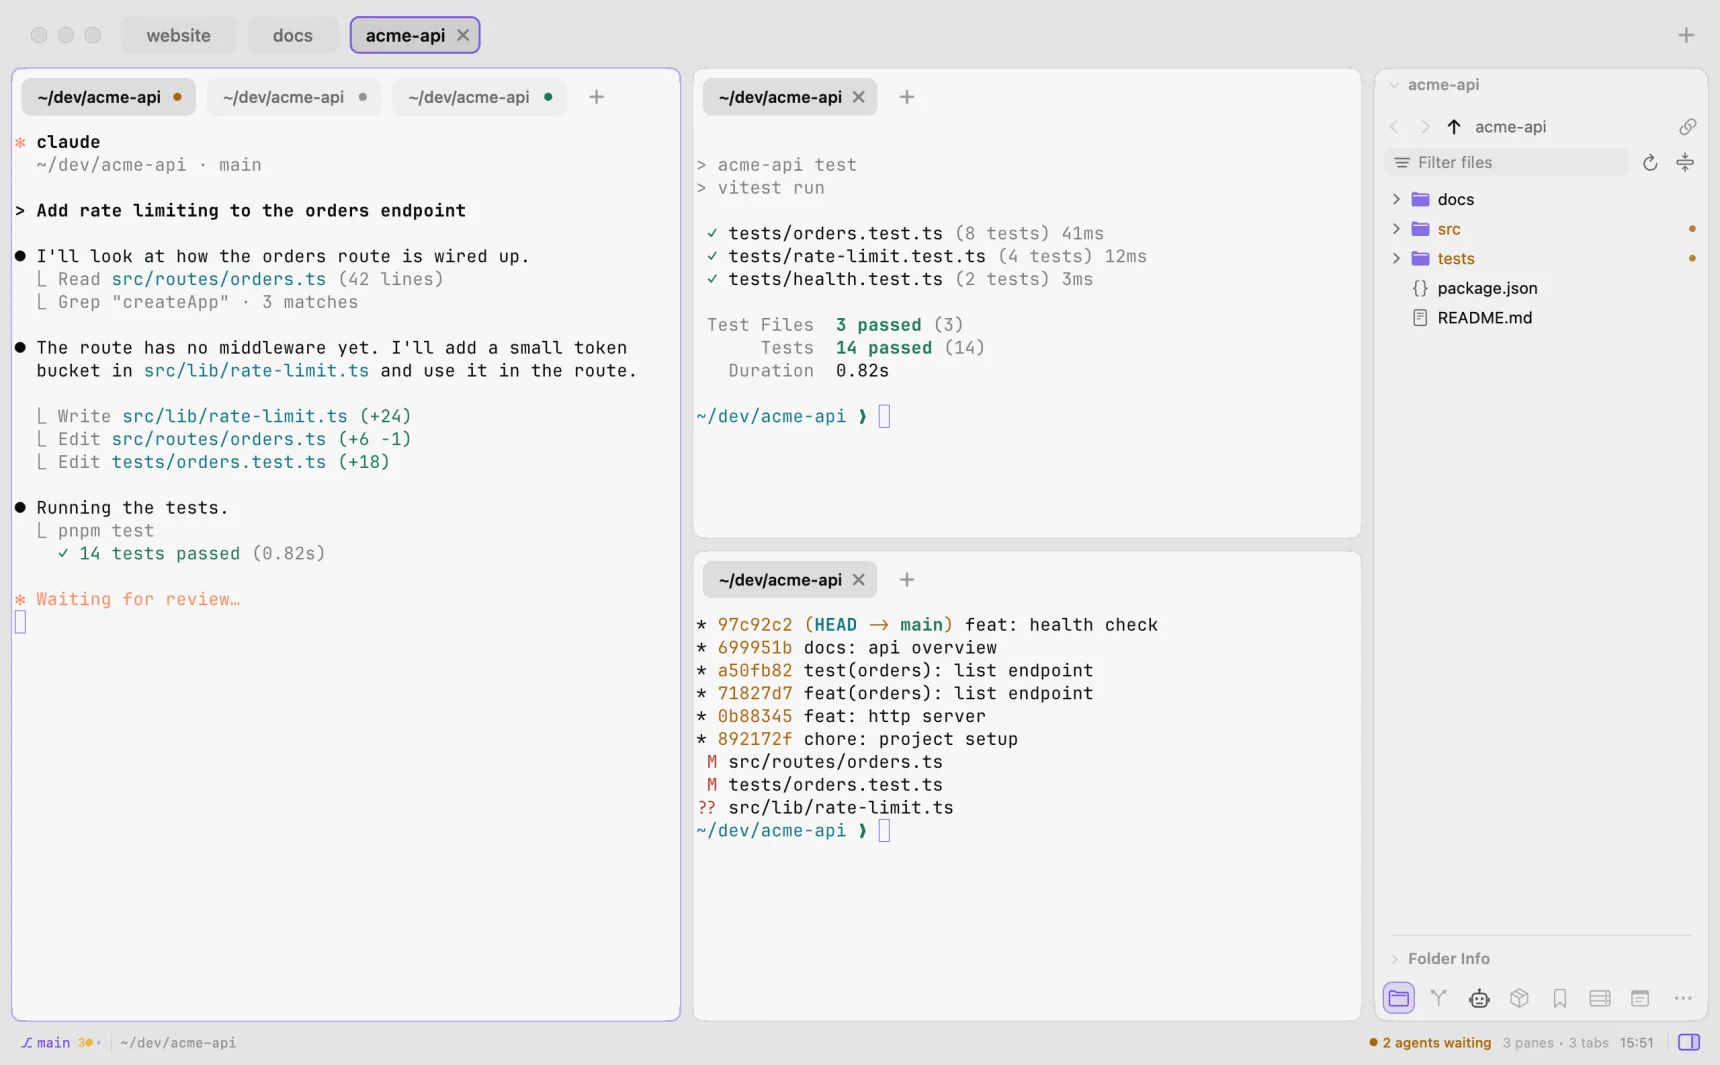 website docs acme-api
~/dev/acme-api ~/dev/acme-api ~/dev/acme-api
* claude
~/dev/acme-api · main
> Add rate limiting to the orders endpoint
● I'll look at how the orders route is wired up.
⎿ Read src/routes/orders.ts (42 lines)
⎿ Grep "createApp" · 3 matches
● The route has no middleware yet. I'll add a small token
bucket in src/lib/rate-limit.ts and use it in the route.
⎿ Write src/lib/rate-limit.ts (+24)
⎿ Edit src/routes/orders.ts (+6 -1)
⎿ Edit tests/orders.test.ts (+18)
● Running the tests.
⎿ pnpm test
✓ 14 tests passed (0.82s)
* Waiting for review…
~/dev/acme-api
> acme-api test
> vitest run
✓ tests/orders.test.ts (8 tests) 41ms
✓ tests/rate-limit.test.ts (4 tests) 12ms
✓ tests/health.test.ts (2 tests) 3ms
Test Files 3 passed (3)
Tests 14 passed (14)
Duration 0.82s
~/dev/acme-api ❯
~/dev/acme-api
* 97c92c2 (HEAD -> main) feat: health check
* 699951b docs: api overview
* a50fb82 test(orders): list endpoint
* 71827d7 feat(orders): list endpoint
* 0b88345 feat: http server
* 892172f chore: project setup
M src/routes/orders.ts
M tests/orders.test.ts
?? src/lib/rate-limit.ts
~/dev/acme-api ❯
acme-api
acme-api
Filter files
docs
src
tests
{} package.json
README.md
Folder Info
main 3 ~/dev/acme-api
2 agents waiting 3 panes • 3 tabs 15:51